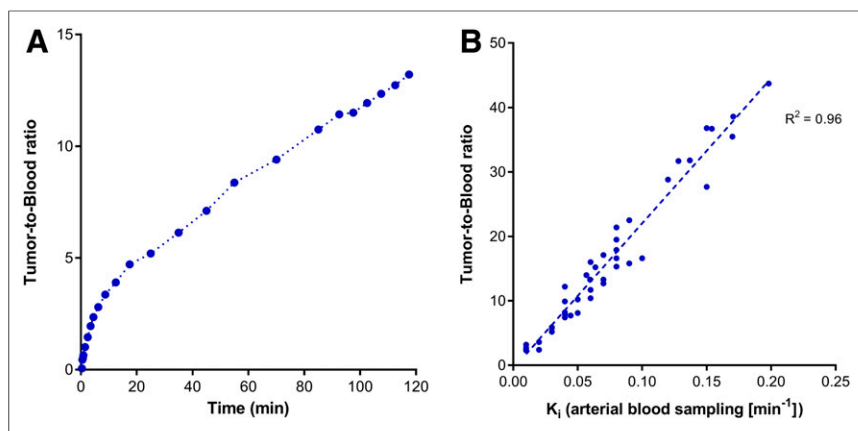 A
Tumor-to-Blood ratio
15
10
5
0
0 20 40 60 80 100 120
Time (min)
B
Tumor-to-Blood ratio
50
40
30
20
10
0
R² = 0.96
0.00 0.05 0.10 0.15 0.20 0.25
Kᵢ (arterial blood sampling [min⁻¹])